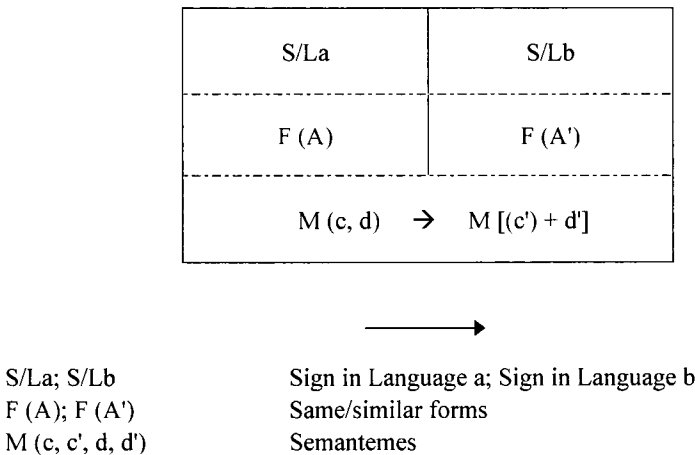 S/La S/Lb
F (A) F (A')
M (c, d) → M [(c') + d']
S/La; S/Lb Sign in Language a; Sign in Language b
F (A); F (A') Same/similar forms
M (c, c', d, d') Semantemes